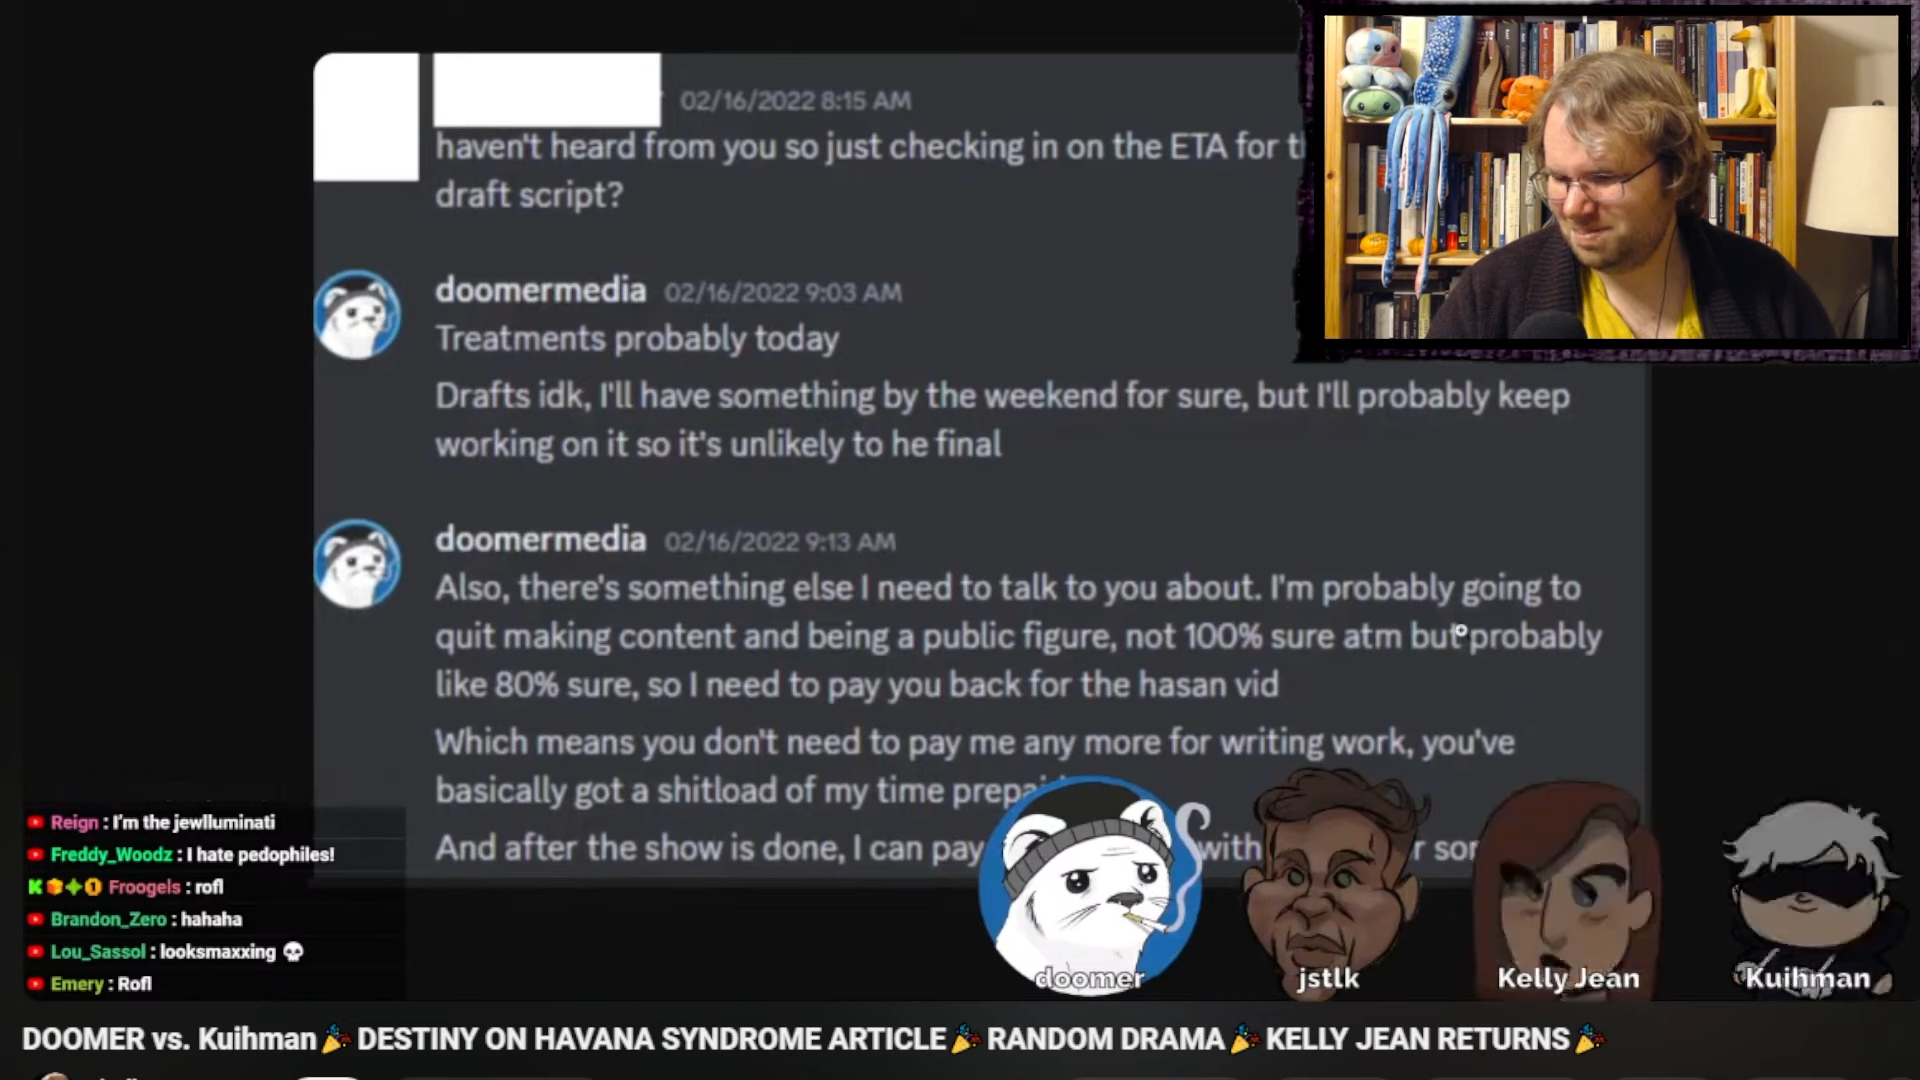 02/16/2022 8:15 AM
haven't heard from you so just checking in on the ETA for
draft script?
doomermedia 02/16/2022 9:03 AM
Treatments probably today
Drafts idk, I'll have something by the weekend for sure, but I'll probably keep
working on it so it's unlikely to he final
doomermedia 02/16/2022 9:13 AM
Also, there's something else I need to talk to you about. I'm probably going to
quit making content and being a public figure, not 100% sure atm but probably
like 80% sure, so I need to pay you back for the hasan vid
Which means you don't need to pay me any more for writing work, you've
basically got a shitload of my time
And after the show is done, I can pay with
Reign : I'm the jewlluminati
Freddy_Woodz : I hate pedophiles!
Froogels : rofl
Brandon_Zero : hahaha
Lou_Sassol : looksmaxxing 💀
Emery : Rofl
doomer
jstlk
Kelly Jean
Kuihman
DOOMER vs. Kuihman🎉 DESTINY ON HAVANA SYNDROME ARTICLE🎉 RANDOM DRAMA🎉 KELLY JEAN RETURNS🎉